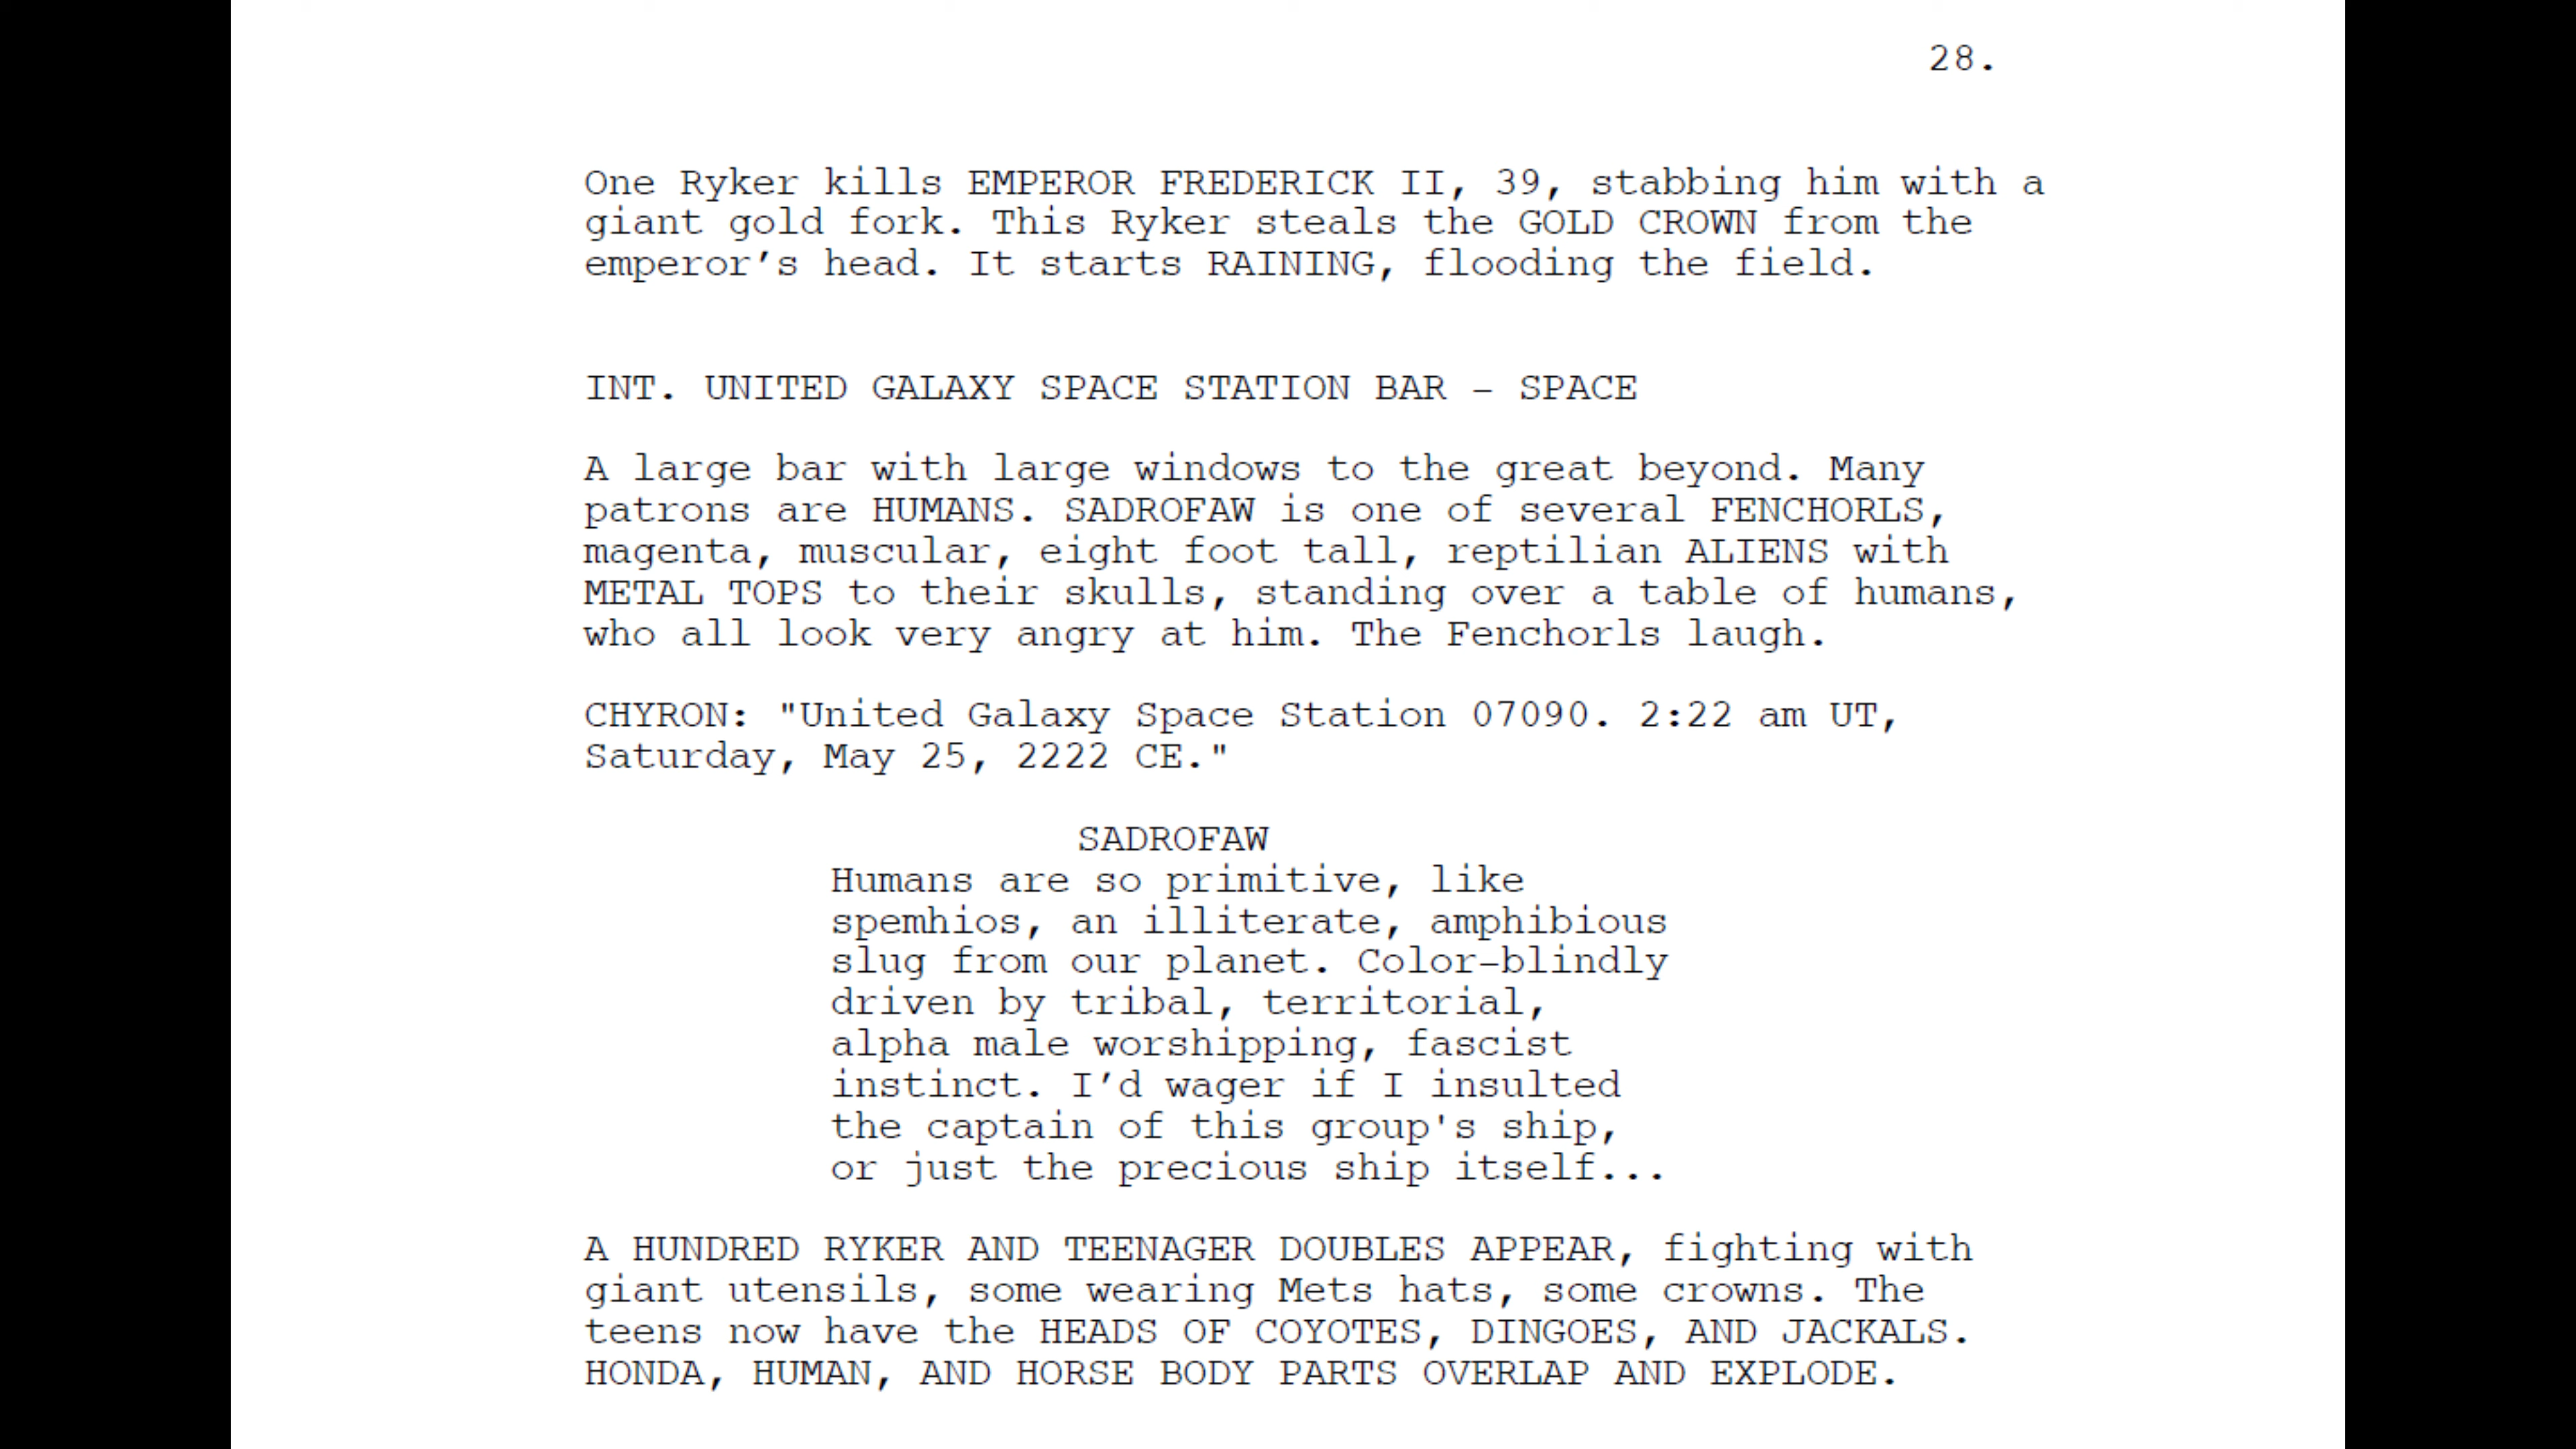 28.
One Ryker kills EMPEROR FREDERICK II, 39, stabbing him with a
giant gold fork. This Ryker steals the GOLD CROWN from the
emperor’s head. It starts RAINING, flooding the field.
INT. UNITED GALAXY SPACE STATION BAR – SPACE
A large bar with large windows to the great beyond. Many
patrons are HUMANS. SADROFAW is one of several FENCHORLS,
magenta, muscular, eight foot tall, reptilian ALIENS with
METAL TOPS to their skulls, standing over a table of humans,
who all look very angry at him. The Fenchorls laugh.
CHYRON: "United Galaxy Space Station 07090. 2:22 am UT,
Saturday, May 25, 2222 CE."
SADROFAW
Humans are so primitive, like
spemhios, an illiterate, amphibious
slug from our planet. Color–blindly
driven by tribal, territorial,
alpha male worshipping, fascist
instinct. I’d wager if I insulted
the captain of this group's ship,
or just the precious ship itself...
A HUNDRED RYKER AND TEENAGER DOUBLES APPEAR, fighting with
giant utensils, some wearing Mets hats, some crowns. The
teens now have the HEADS OF COYOTES, DINGOES, AND JACKALS.
HONDA, HUMAN, AND HORSE BODY PARTS OVERLAP AND EXPLODE.